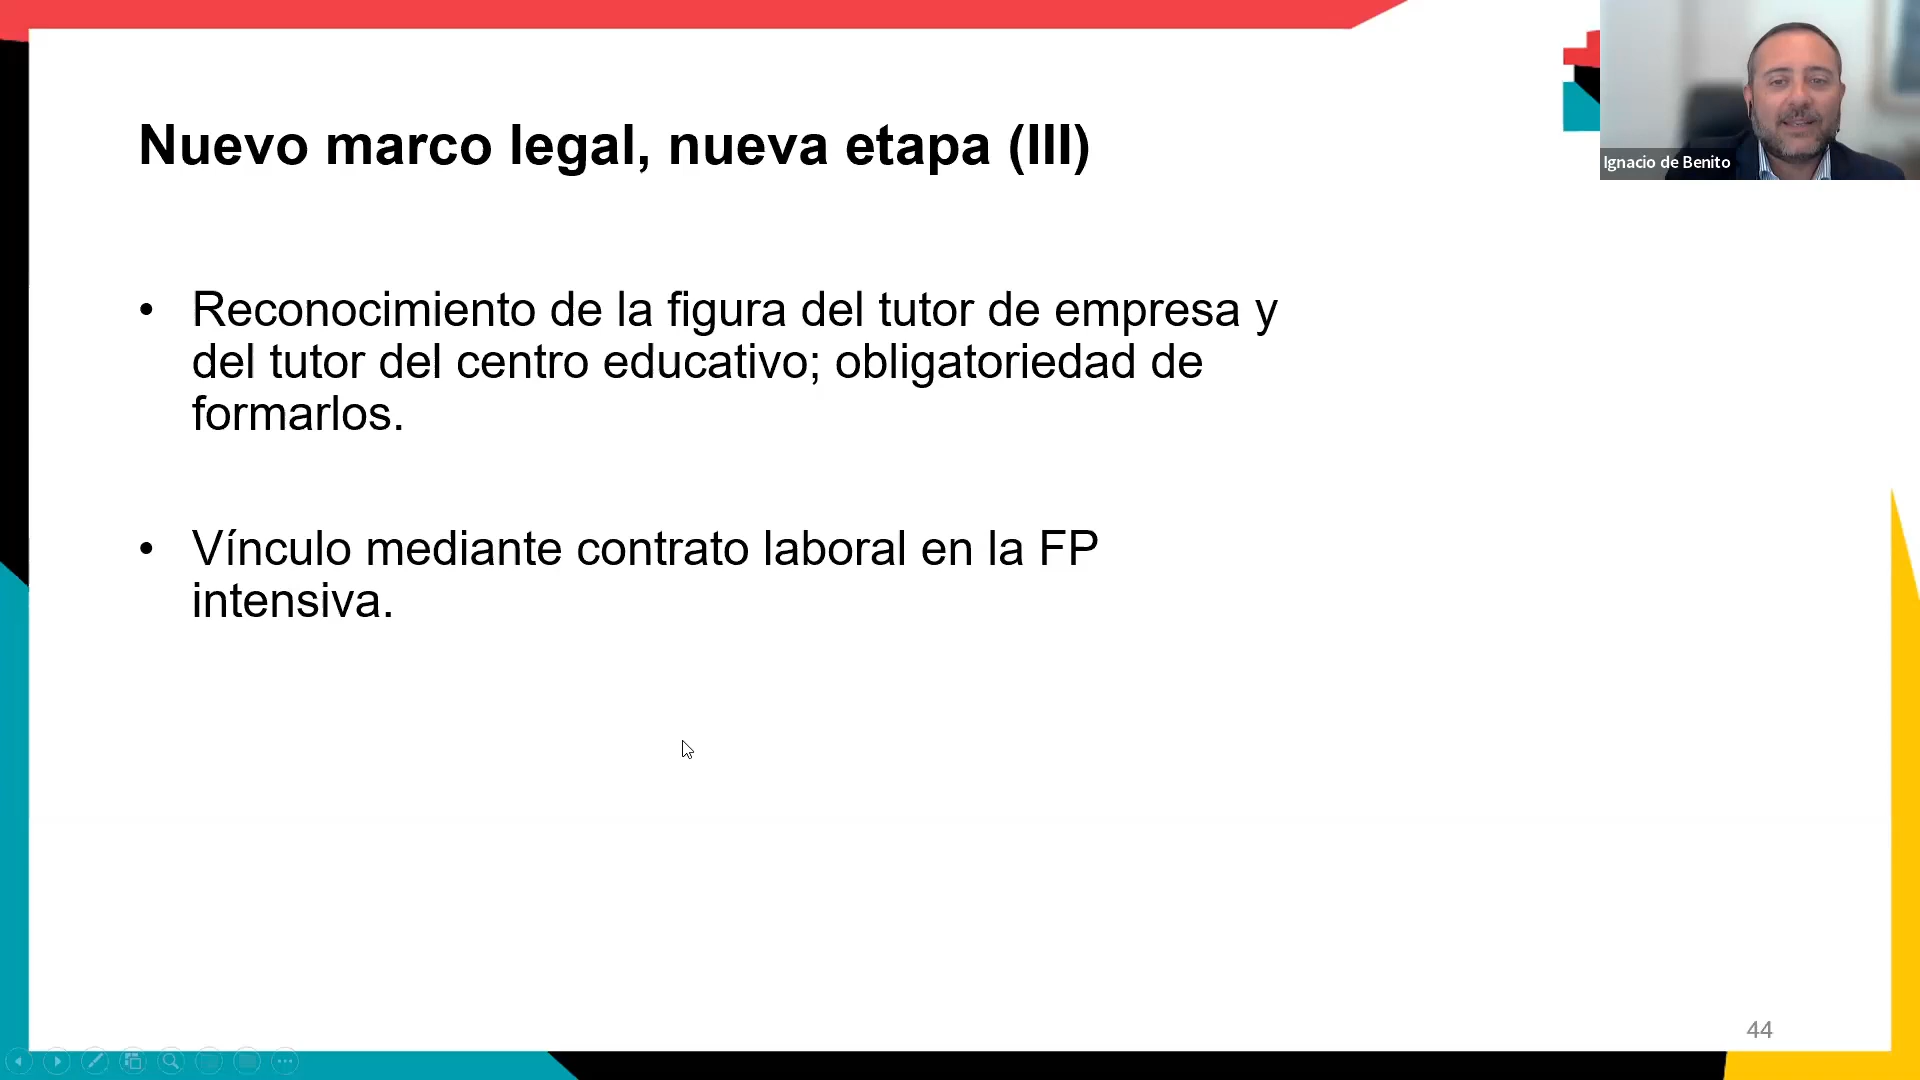 Nuevo marco legal, nueva etapa (III)
Ignacio de Benito
• Reconocimiento de la figura del tutor de empresa y
del tutor del centro educativo; obligatoriedad de
formarlos.
• Vínculo mediante contrato laboral en la FP
intensiva.
44